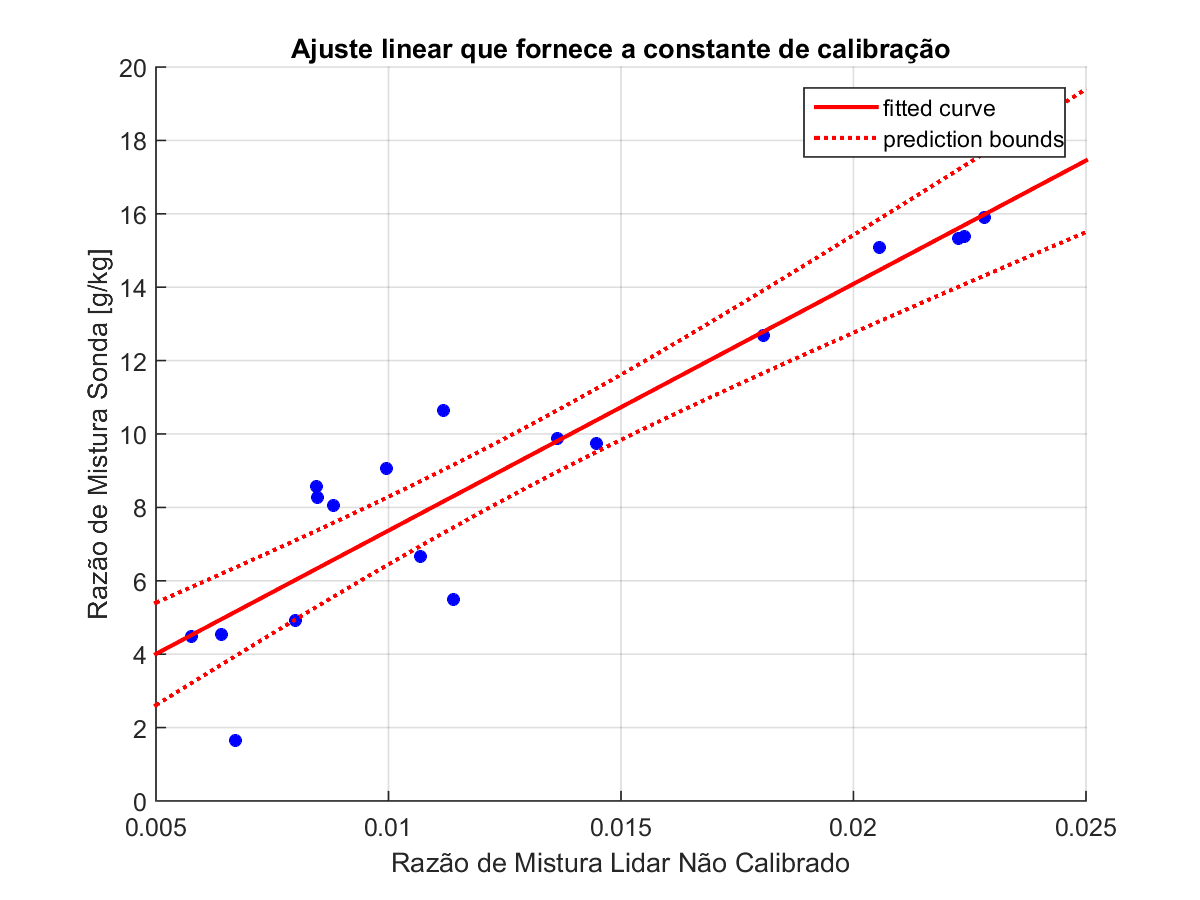 Ajuste linear que fornece a constante de calibração
fitted curve
prediction bounds
Razão de Mistura Sonda [g/kg]
20
18
16
14
12
10
8
6
4
2
0
0.005 0.01 0.015 0.02 0.025
Razão de Mistura Lidar Não Calibrado